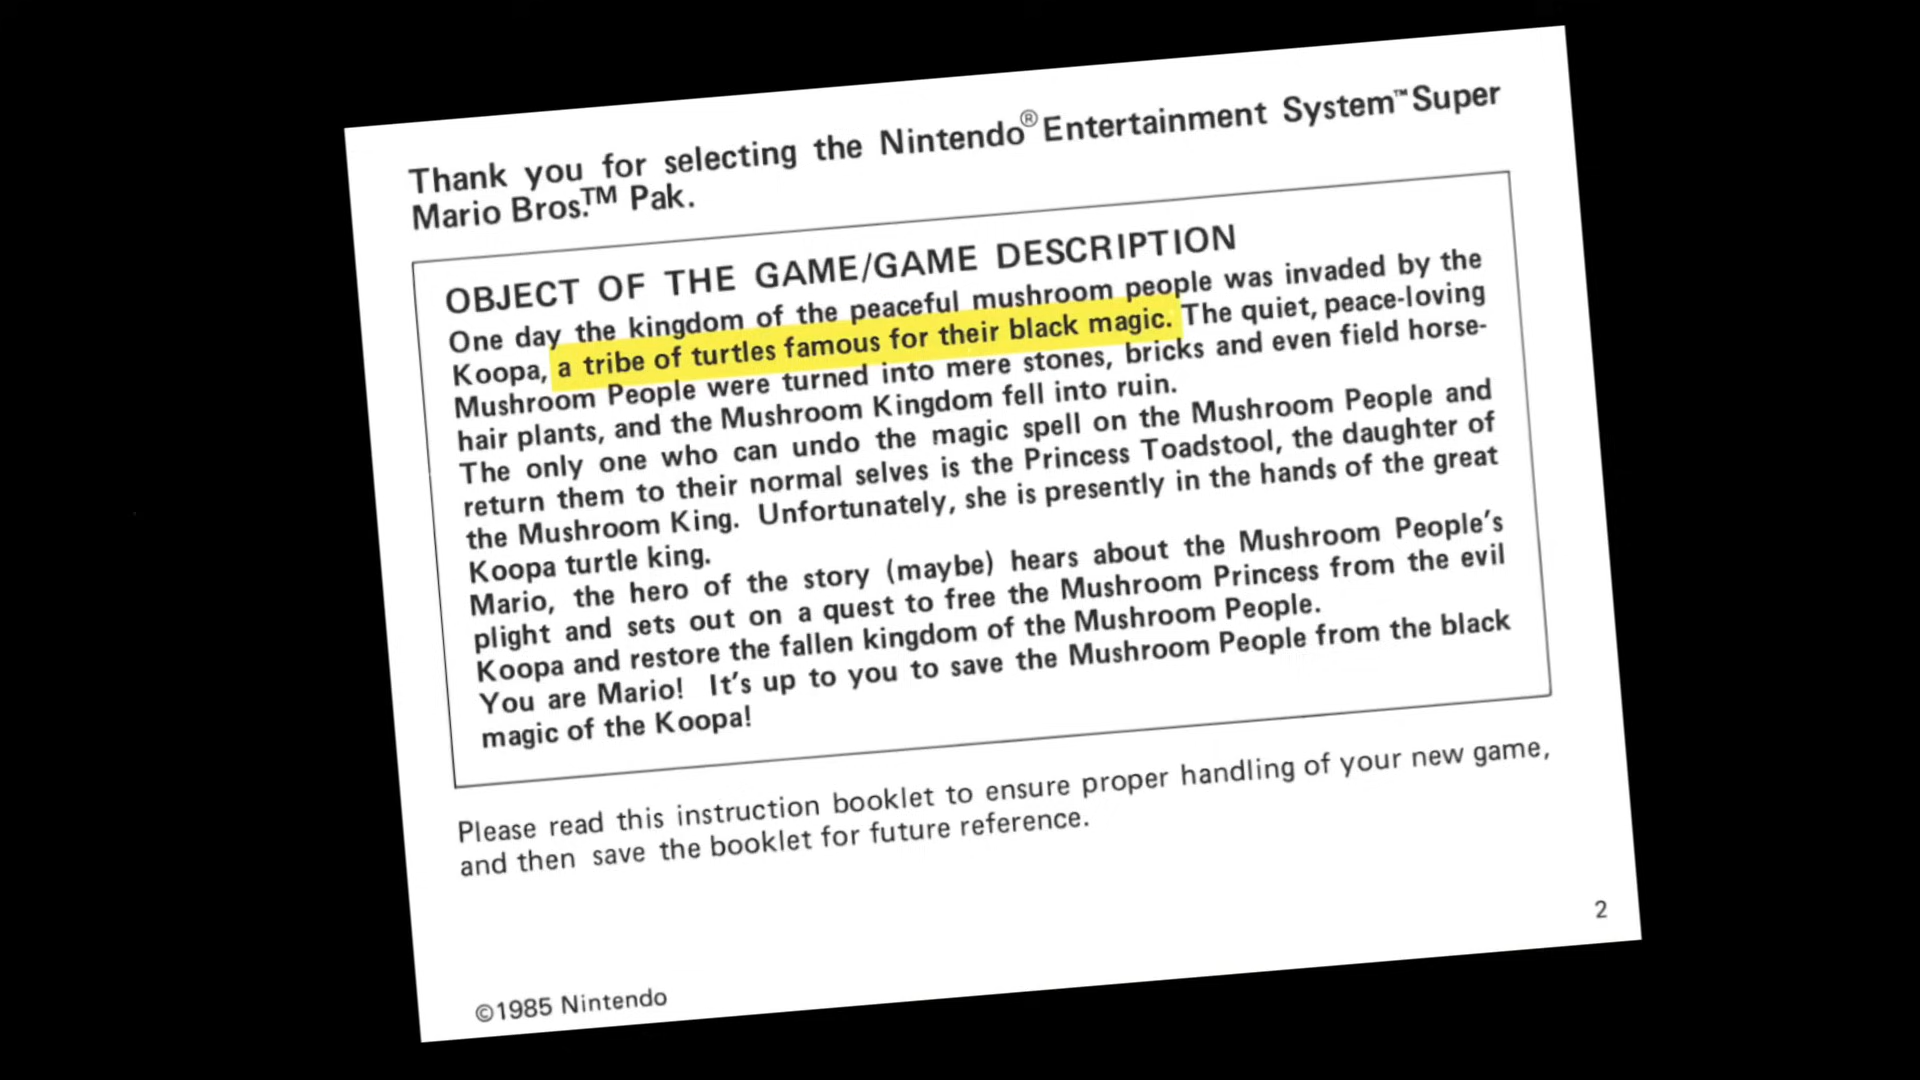 Thank you for selecting the Nintendo® Entertainment System™ Super
Mario Bros.™ Pak.
OBJECT OF THE GAME/GAME DESCRIPTION
One day the kingdom of the peaceful mushroom people was invaded by the
Koopa, a tribe of turtles famous for their black magic. The quiet, peace-loving
Mushroom People were turned into mere stones, bricks and even field horse-
hair plants, and the Mushroom Kingdom fell into ruin.
The only one who can undo the magic spell on the Mushroom People and
return them to their normal selves is the Princess Toadstool, the daughter of
the Mushroom King. Unfortunately, she is presently in the hands of the great
Koopa turtle king.
Mario, the hero of the story (maybe) hears about the Mushroom People's
plight and sets out on a quest to free the Mushroom Princess from the evil
Koopa and restore the fallen kingdom of the Mushroom People.
You are Mario! It's up to you to save the Mushroom People from the black
magic of the Koopa!
Please read this instruction booklet to ensure proper handling of your new game,
and then save the booklet for future reference.
2
©1985 Nintendo